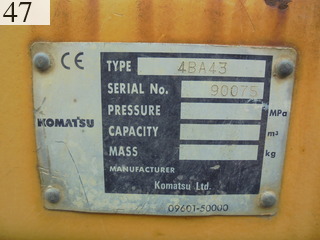 47
CE
TYPE 4BA43
SERIAL No. 90075
PRESSURE MPa
KOMATSU
CAPACITY m³
MASS kg
MANUFACTURER
Komatsu Ltd.
09601-50000